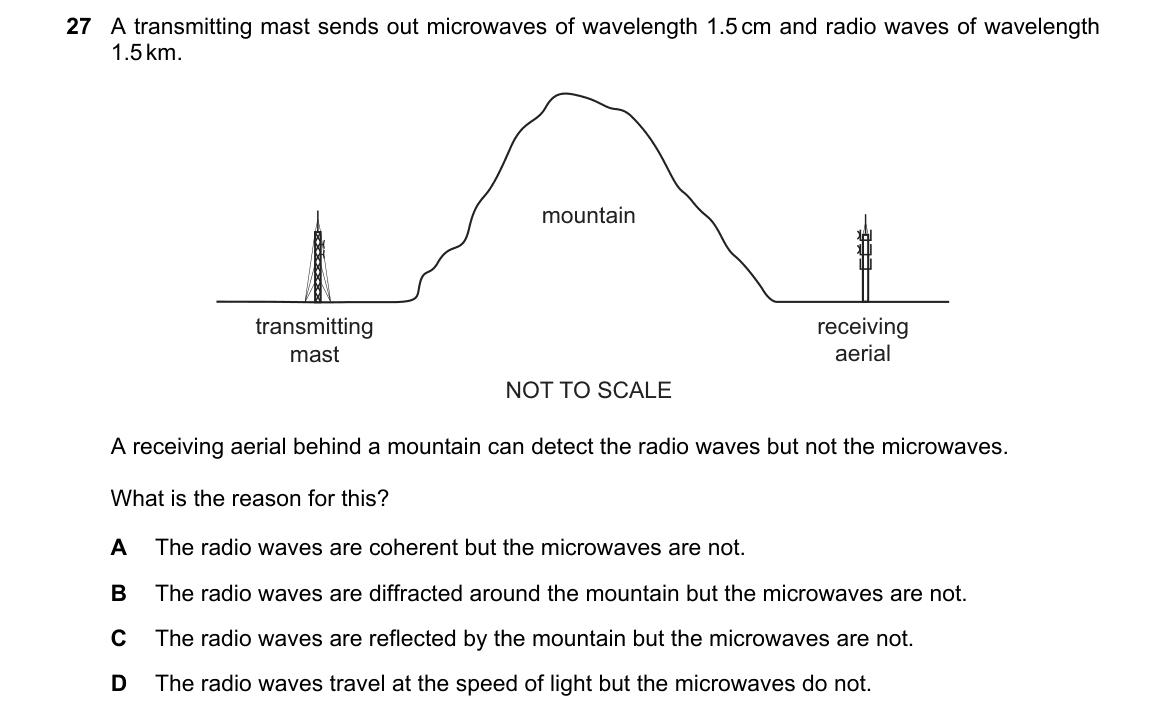 27 A transmitting mast sends out microwaves of wavelength 1.5 cm and radio waves of wavelength
1.5 km.
mountain
transmitting
mast
receiving
aerial
NOT TO SCALE
A receiving aerial behind a mountain can detect the radio waves but not the microwaves.
What is the reason for this?
A The radio waves are coherent but the microwaves are not.
B The radio waves are diffracted around the mountain but the microwaves are not.
C The radio waves are reflected by the mountain but the microwaves are not.
D The radio waves travel at the speed of light but the microwaves do not.